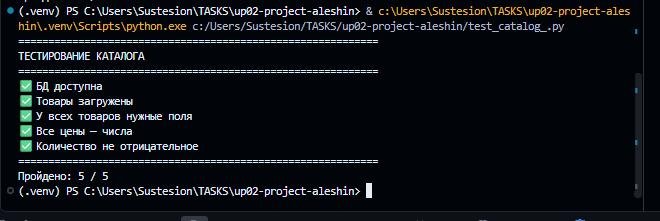 (.venv) PS C:\Users\Sustesion\TASKS\up02-project-aleshin> & c:\Users\Sustesion\TASKS\up02-project-ales
hin\.venv\Scripts\python.exe c:/Users/Sustesion/TASKS/up02-project-aleshin/test_catalog_.py
============================================================
ТЕСТИРОВАНИЕ КАТАЛОГА
============================================================
✅ БД доступна
✅ Товары загружены
✅ У всех товаров нужные поля
✅ Все цены — числа
✅ Количество не отрицательное
============================================================
Пройдено: 5 / 5
(.venv) PS C:\Users\Sustesion\TASKS\up02-project-aleshin>